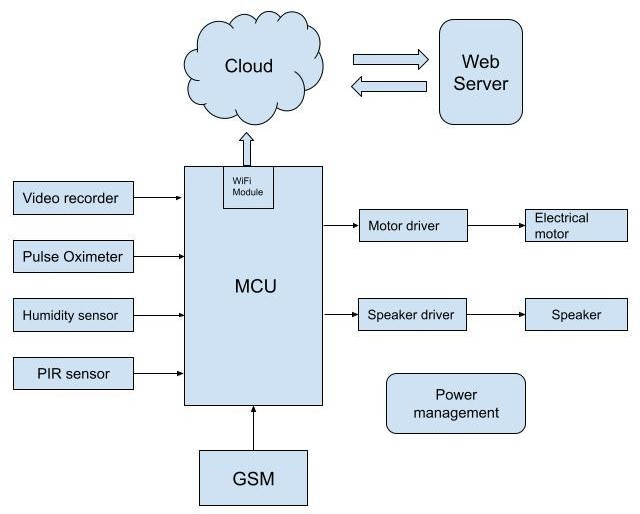 Cloud
Web
Server
WiFi
Module
Video recorder
Motor driver
Electrical
motor
Pulse Oximeter
MCU
Humidity sensor
Speaker driver
Speaker
PIR sensor
Power
management
GSM